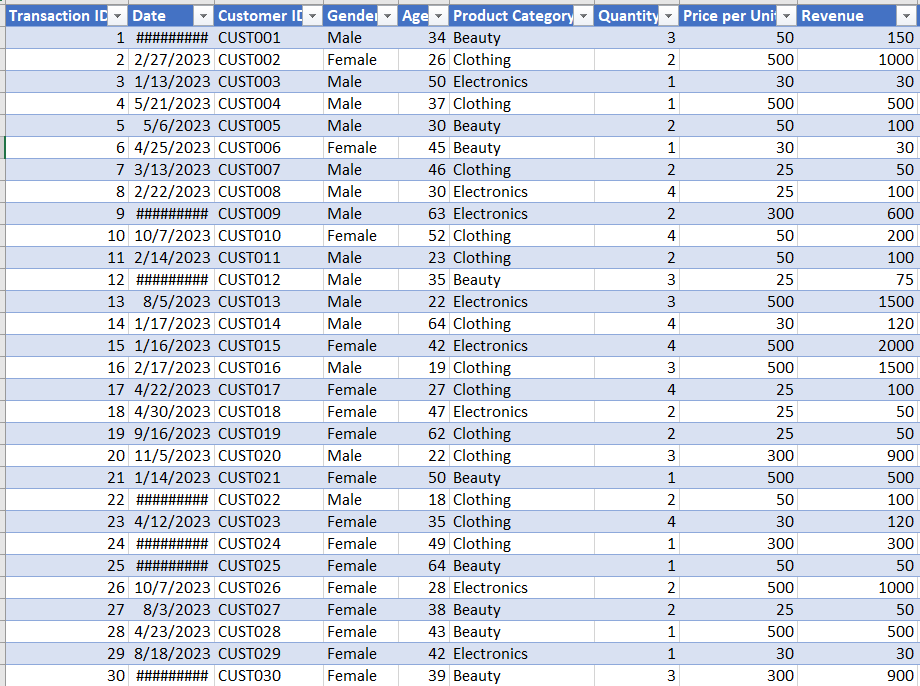 Transaction ID Date Customer ID Gender Age Product Category Quantity Price per Unit Revenue
1 ######### CUST001 Male 34 Beauty 3 50 150
2 2/27/2023 CUST002 Female 26 Clothing 2 500 1000
3 1/13/2023 CUST003 Male 50 Electronics 1 30 30
4 5/21/2023 CUST004 Male 37 Clothing 1 500 500
5 5/6/2023 CUST005 Male 30 Beauty 2 50 100
6 4/25/2023 CUST006 Female 45 Beauty 1 30 30
7 3/13/2023 CUST007 Male 46 Clothing 2 25 50
8 2/22/2023 CUST008 Male 30 Electronics 4 25 100
9 ######### CUST009 Male 63 Electronics 2 300 600
10 10/7/2023 CUST010 Female 52 Clothing 4 50 200
11 2/14/2023 CUST011 Male 23 Clothing 2 50 100
12 ######### CUST012 Male 35 Beauty 3 25 75
13 8/5/2023 CUST013 Male 22 Electronics 3 500 1500
14 1/17/2023 CUST014 Male 64 Clothing 4 30 120
15 1/16/2023 CUST015 Female 42 Electronics 4 500 2000
16 2/17/2023 CUST016 Male 19 Clothing 3 500 1500
17 4/22/2023 CUST017 Female 27 Clothing 4 25 100
18 4/30/2023 CUST018 Female 47 Electronics 2 25 50
19 9/16/2023 CUST019 Female 62 Clothing 2 25 50
20 11/5/2023 CUST020 Male 22 Clothing 3 300 900
21 1/14/2023 CUST021 Female 50 Beauty 1 500 500
22 ######### CUST022 Male 18 Clothing 2 50 100
23 4/12/2023 CUST023 Female 35 Clothing 4 30 120
24 ######### CUST024 Female 49 Clothing 1 300 300
25 ######### CUST025 Female 64 Beauty 1 50 50
26 10/7/2023 CUST026 Female 28 Electronics 2 500 1000
27 8/3/2023 CUST027 Female 38 Beauty 2 25 50
28 4/23/2023 CUST028 Female 43 Beauty 1 500 500
29 8/18/2023 CUST029 Female 42 Electronics 1 30 30
30 ######### CUST030 Female 39 Beauty 3 300 900